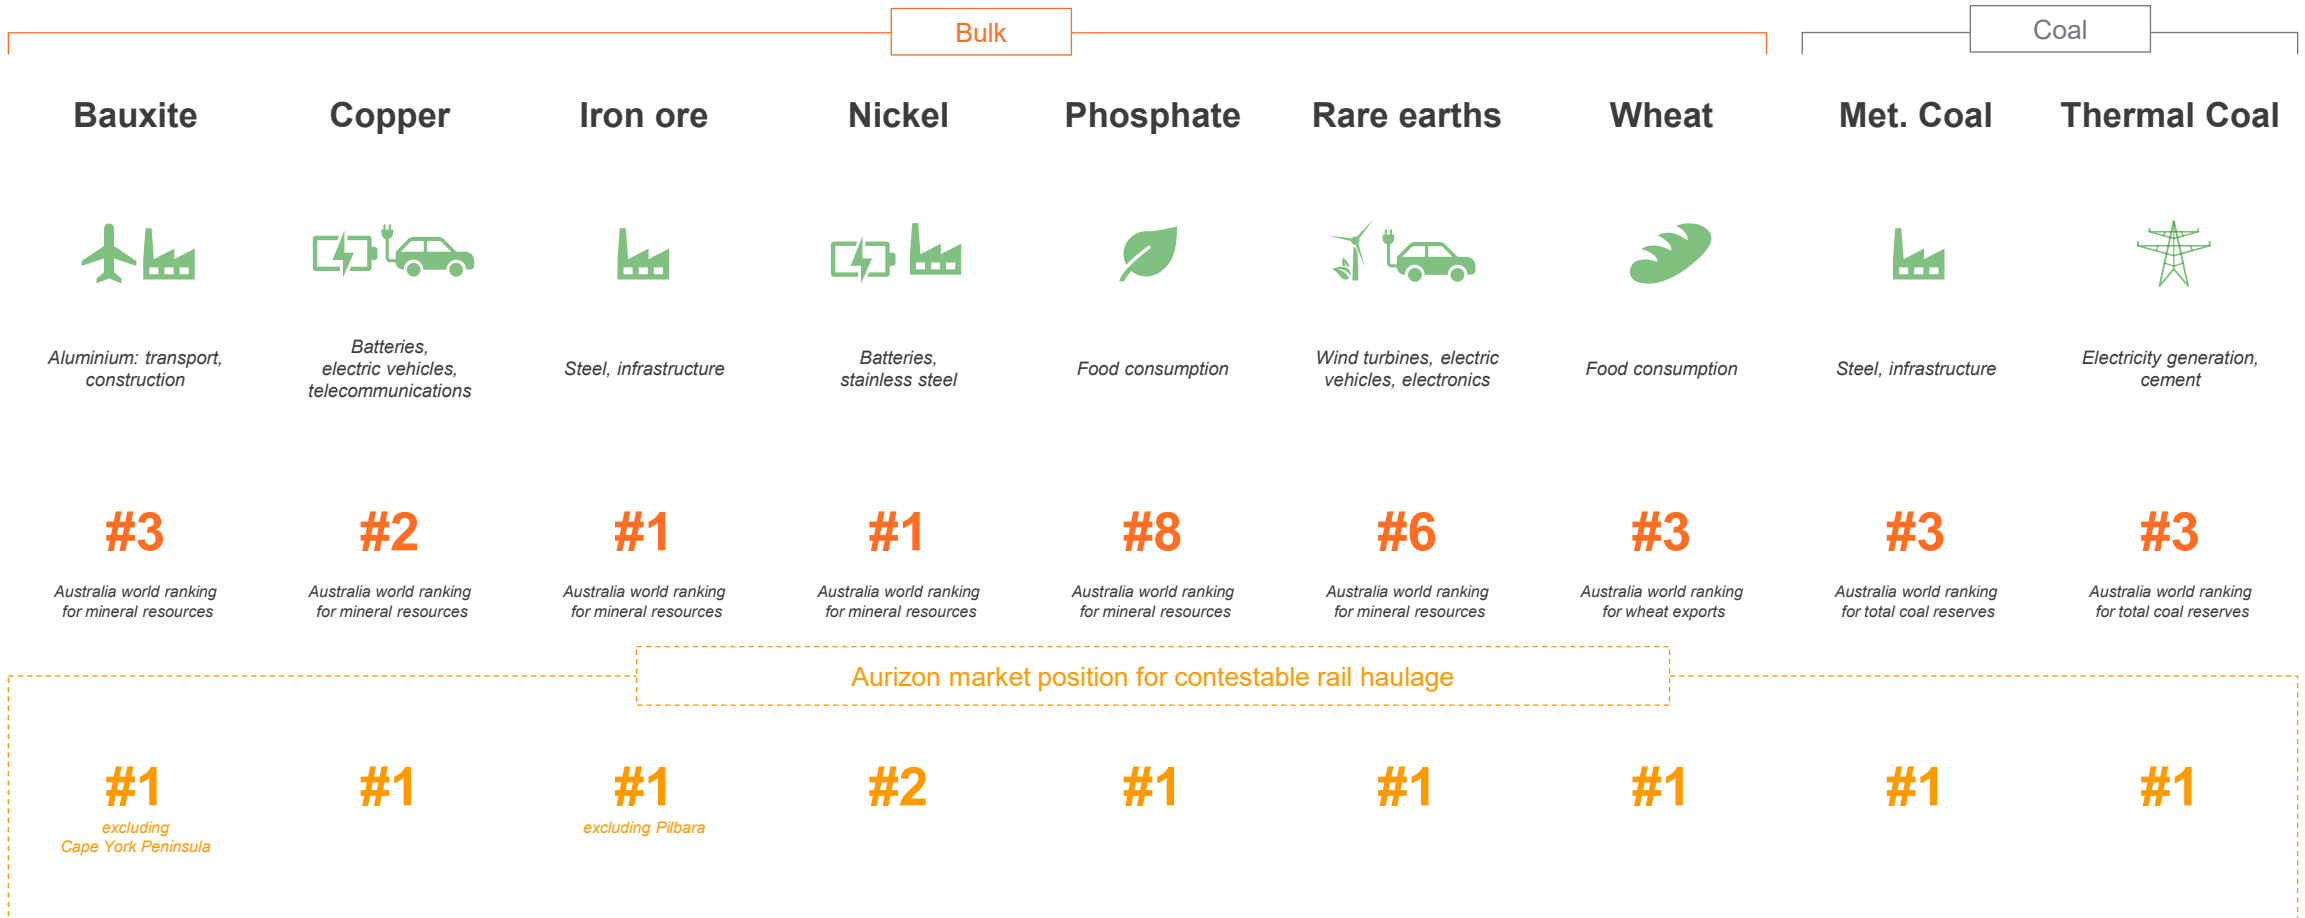 Bulk
Coal
Bauxite
Copper
Iron ore
Nickel
Phosphate
Rare earths
Wheat
Met. Coal
Thermal Coal
Aluminium: transport,
construction
Batteries,
electric vehicles,
telecommunications
Steel, infrastructure
Batteries,
stainless steel
Food consumption
Wind turbines, electric
vehicles, electronics
Food consumption
Steel, infrastructure
Electricity generation,
cement
#3
#2
#1
#1
#8
#6
#3
#3
#3
Australia world ranking
for mineral resources
Australia world ranking
for mineral resources
Australia world ranking
for mineral resources
Australia world ranking
for mineral resources
Australia world ranking
for mineral resources
Australia world ranking
for mineral resources
Australia world ranking
for wheat exports
Australia world ranking
for total coal reserves
Australia world ranking
for total coal reserves
Aurizon market position for contestable rail haulage
#1
#1
#1
#2
#1
#1
#1
#1
#1
excluding
Cape York Peninsula
excluding Pilbara